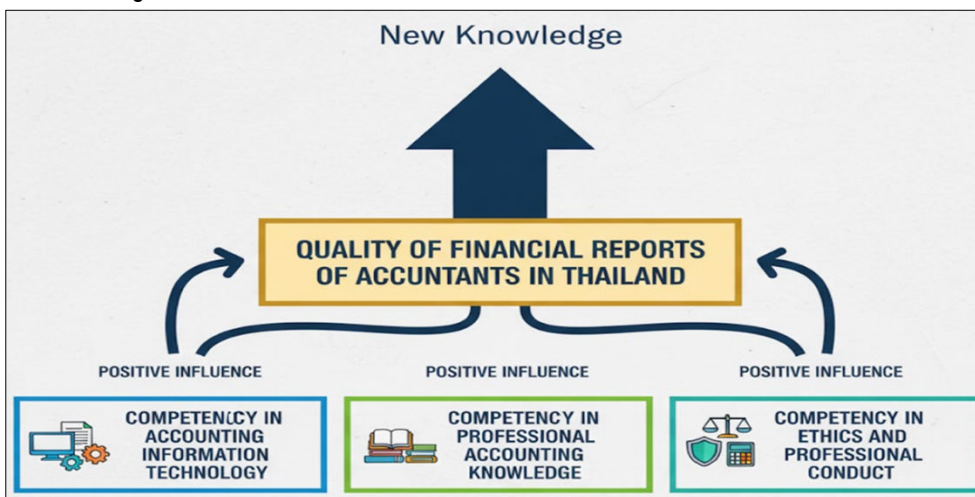 New Knowledge
QUALITY OF FINANCIAL REPORTS
OF ACCUNTANTS IN THAILAND
POSITIVE INFLUENCE
POSITIVE INFLUENCE
POSITIVE INFLUENCE
COMPETENCY IN
ACCOUNTING
INFORMATION
TECHNOLOGY
COMPETENCY IN
PROFESSIONAL
ACCOUNTING
KNOWLEDGE
COMPETENCY IN
ETHICS AND
PROFESSIONAL
CONDUCT